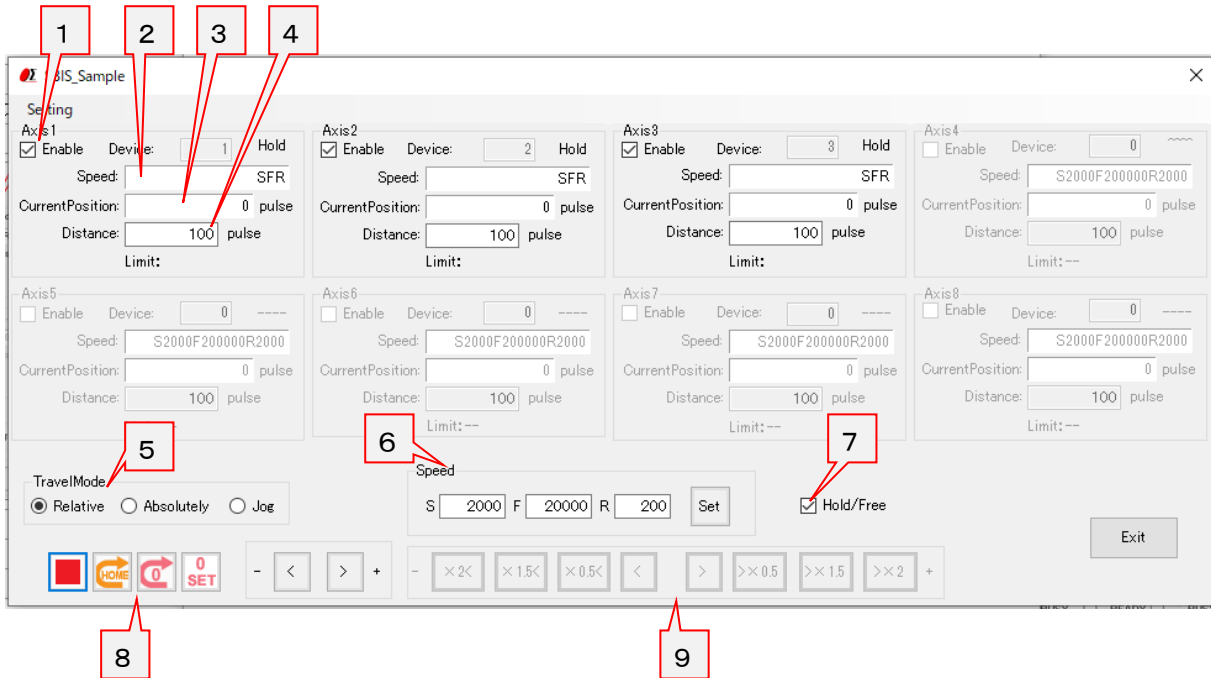 1 2 3 4
SBIS_Sample
Setting
Axis1 Axis2 Axis3 Axis4
Enable Device: 1 Hold Enable Device: 2 Hold Enable Device: 3 Hold Enable Device: 0 ----
Speed: SFR Speed: SFR Speed: SFR Speed: S2000F200000R2000
CurrentPosition: 0 pulse CurrentPosition: 0 pulse CurrentPosition: 0 pulse CurrentPosition: 0 pulse
Distance: 100 pulse Distance: 100 pulse Distance: 100 pulse Distance: 100 pulse
Limit: Limit: Limit: Limit:--
Axis5 Axis6 Axis7 Axis8
Enable Device: 0 ---- Enable Device: 0 ---- Enable Device: 0 ---- Enable Device: 0 ----
Speed: S2000F200000R2000 Speed: S2000F200000R2000 Speed: S2000F200000R2000 Speed: S2000F200000R2000
CurrentPosition: 0 pulse CurrentPosition: 0 pulse CurrentPosition: 0 pulse CurrentPosition: 0 pulse
Distance: 100 pulse Distance: 100 pulse Distance: 100 pulse Distance: 100 pulse
Limit:-- Limit:-- Limit:--
5 6 7
TravelMode Speed
Relative Absolutely Jog S 2000 F 20000 R 200 Set Hold/Free
Exit
HOME 0 0 SET - < > + - ×2< ×1.5< ×0.5< < > >×0.5 >×1.5 >×2 +
8 9